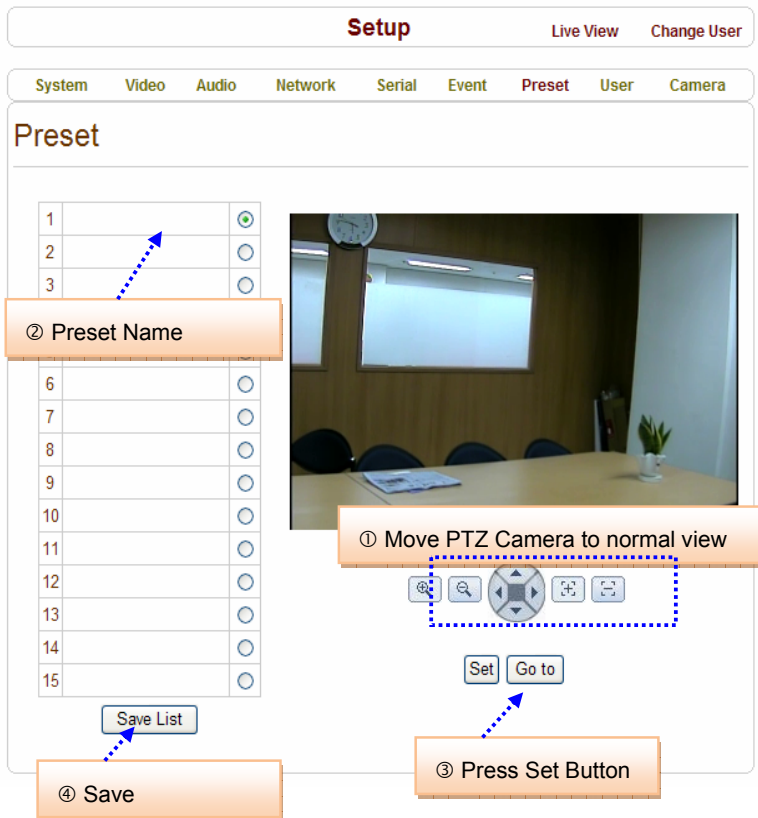 Setup Live View Change User
System Video Audio Network Serial Event Preset User Camera
Preset
1
2
3
② Preset Name
6
7
8
9
10
① Move PTZ Camera to normal view
11
12
13
14
15
Set Go to
Save List
③ Press Set Button
④ Save